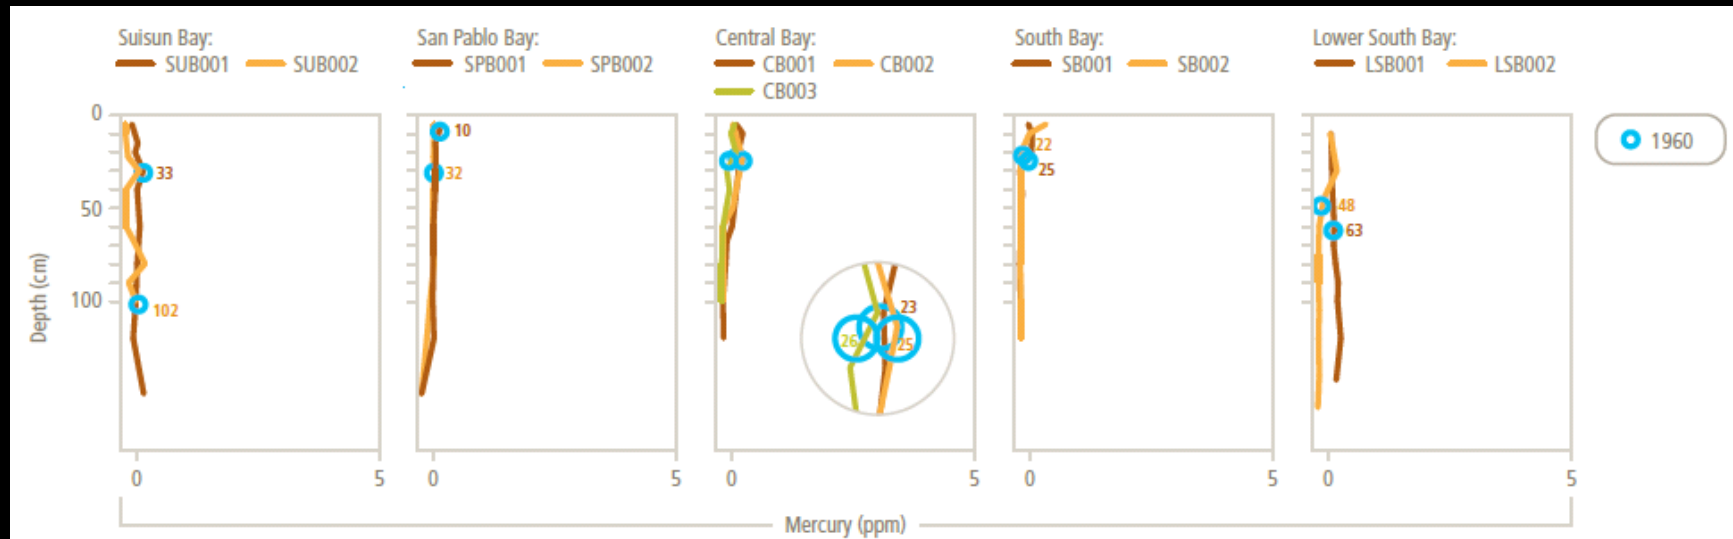 Suisun Bay:
SUB001 SUB002
San Pablo Bay:
SPB001 SPB002
Central Bay:
CB001 CB002
CB003
South Bay:
SB001 SB002
Lower South Bay:
LSB001 LSB002
1960
Depth (cm)
0
50
100
33
102
0 5
10
32
0 5
23
26 25
0 5
22
25
0 5
48
63
0 5
Mercury (ppm)